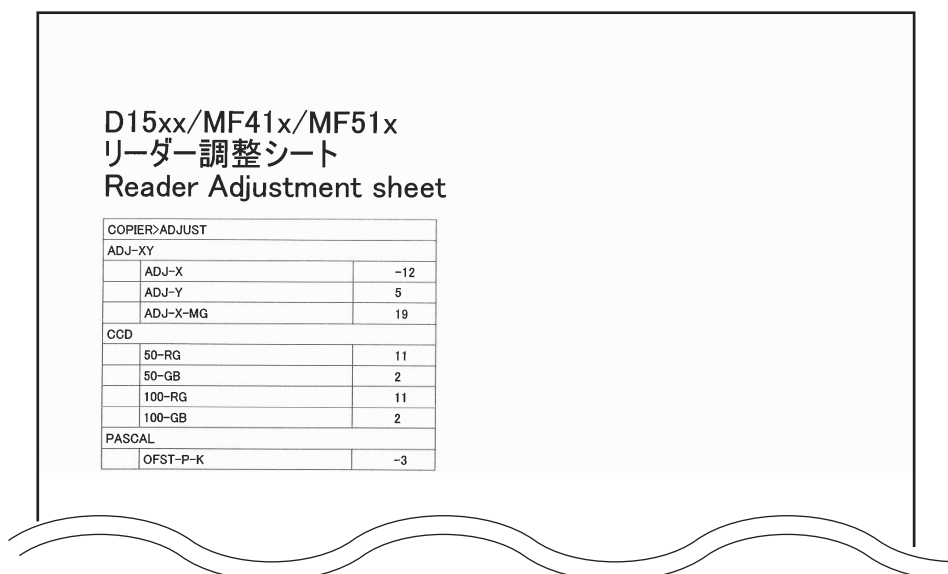 D15xx/MF41x/MF51x
リーダー調整シート
Reader Adjustment sheet
COPIER>ADJUST
ADJ-XY
ADJ-X -12
ADJ-Y 5
ADJ-X-MG 19
CCD
50-RG 11
50-GB 2
100-RG 11
100-GB 2
PASCAL
OFST-P-K -3